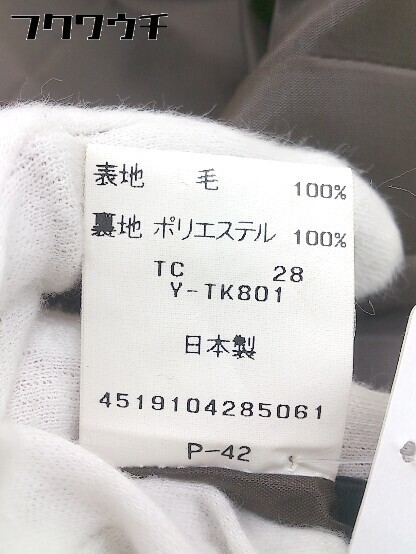 フクワウチ
表地 毛 100%
裏地 ポリエステル 100%
TC 28
Y-TK801
日本製
4519104285061
P-42